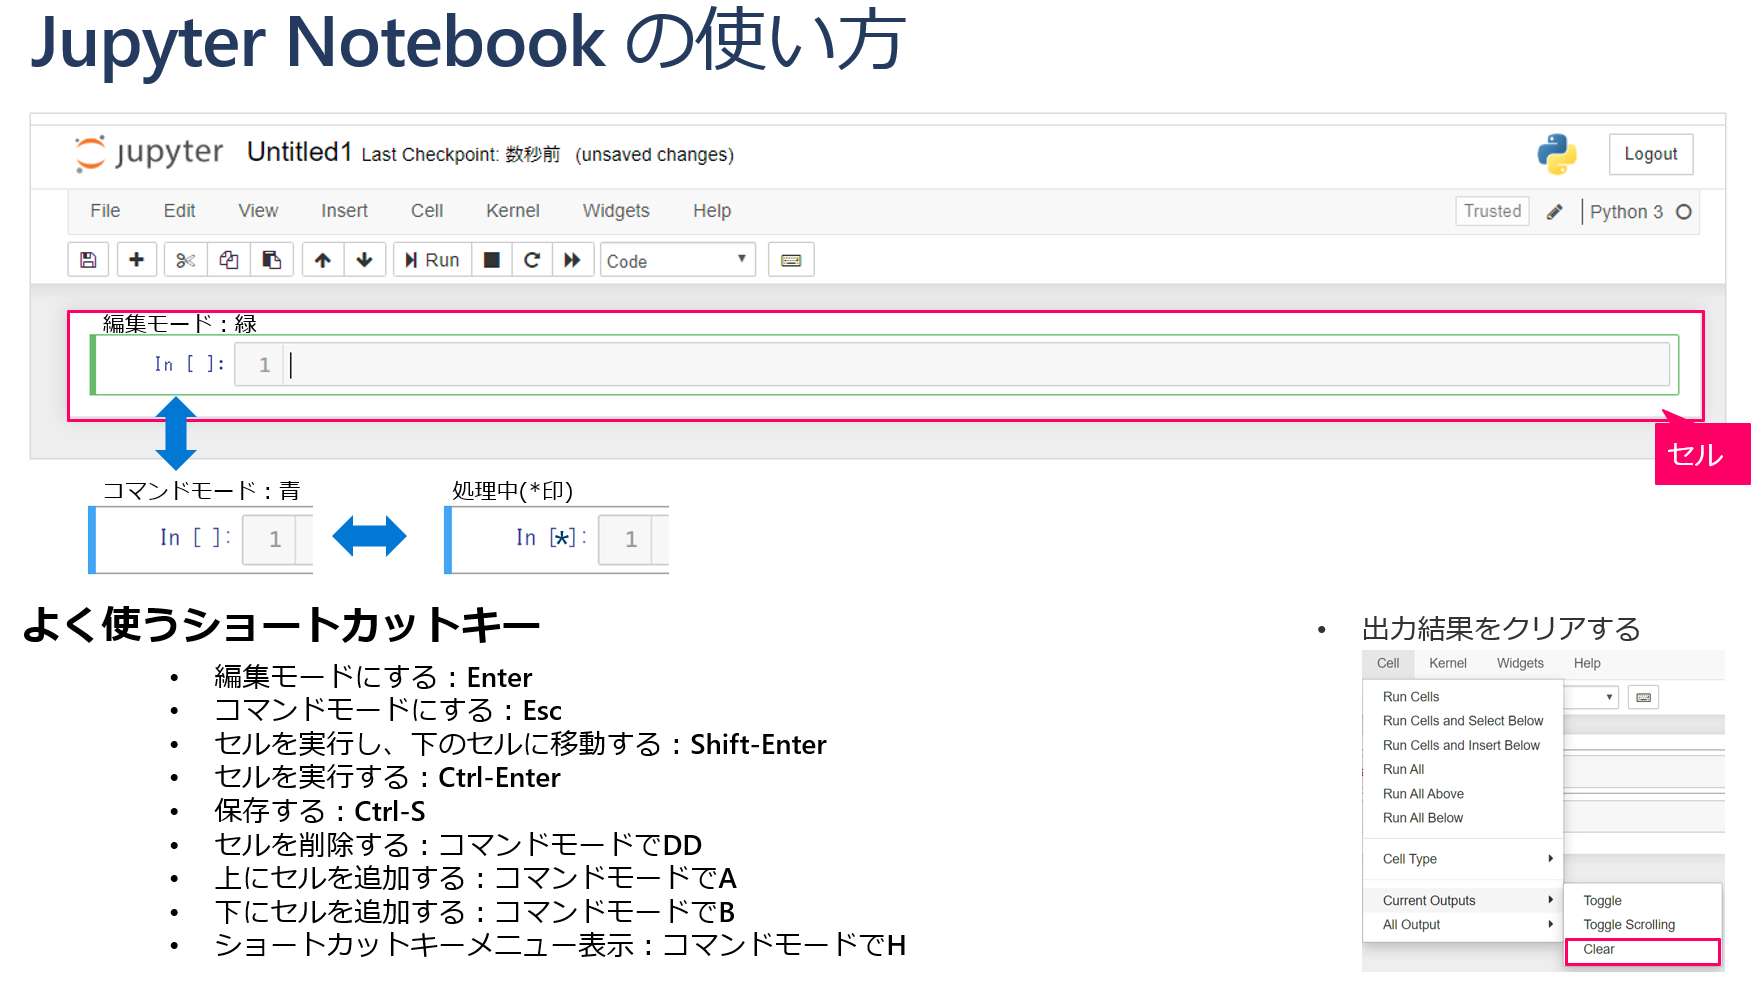 Jupyter Notebook の使い方
jupyter Untitled1 Last Checkpoint: 数秒前 (unsaved changes) Logout
File Edit View Insert Cell Kernel Widgets Help Trusted Python 3
Run Code
編集モード：緑
In [ ]: 1
セル
コマンドモード：青
In [ ]: 1
処理中(*印)
In [*]: 1
よく使うショートカットキー
• 編集モードにする：Enter
• コマンドモードにする：Esc
• セルを実行し、下のセルに移動する：Shift-Enter
• セルを実行する：Ctrl-Enter
• 保存する：Ctrl-S
• セルを削除する：コマンドモードでDD
• 上にセルを追加する：コマンドモードでA
• 下にセルを追加する：コマンドモードでB
• ショートカットキーメニュー表示：コマンドモードでH
• 出力結果をクリアする
Cell Kernel Widgets Help
Run Cells
Run Cells and Select Below
Run Cells and Insert Below
Run All
Run All Above
Run All Below
Cell Type
Current Outputs
All Output
Toggle
Toggle Scrolling
Clear